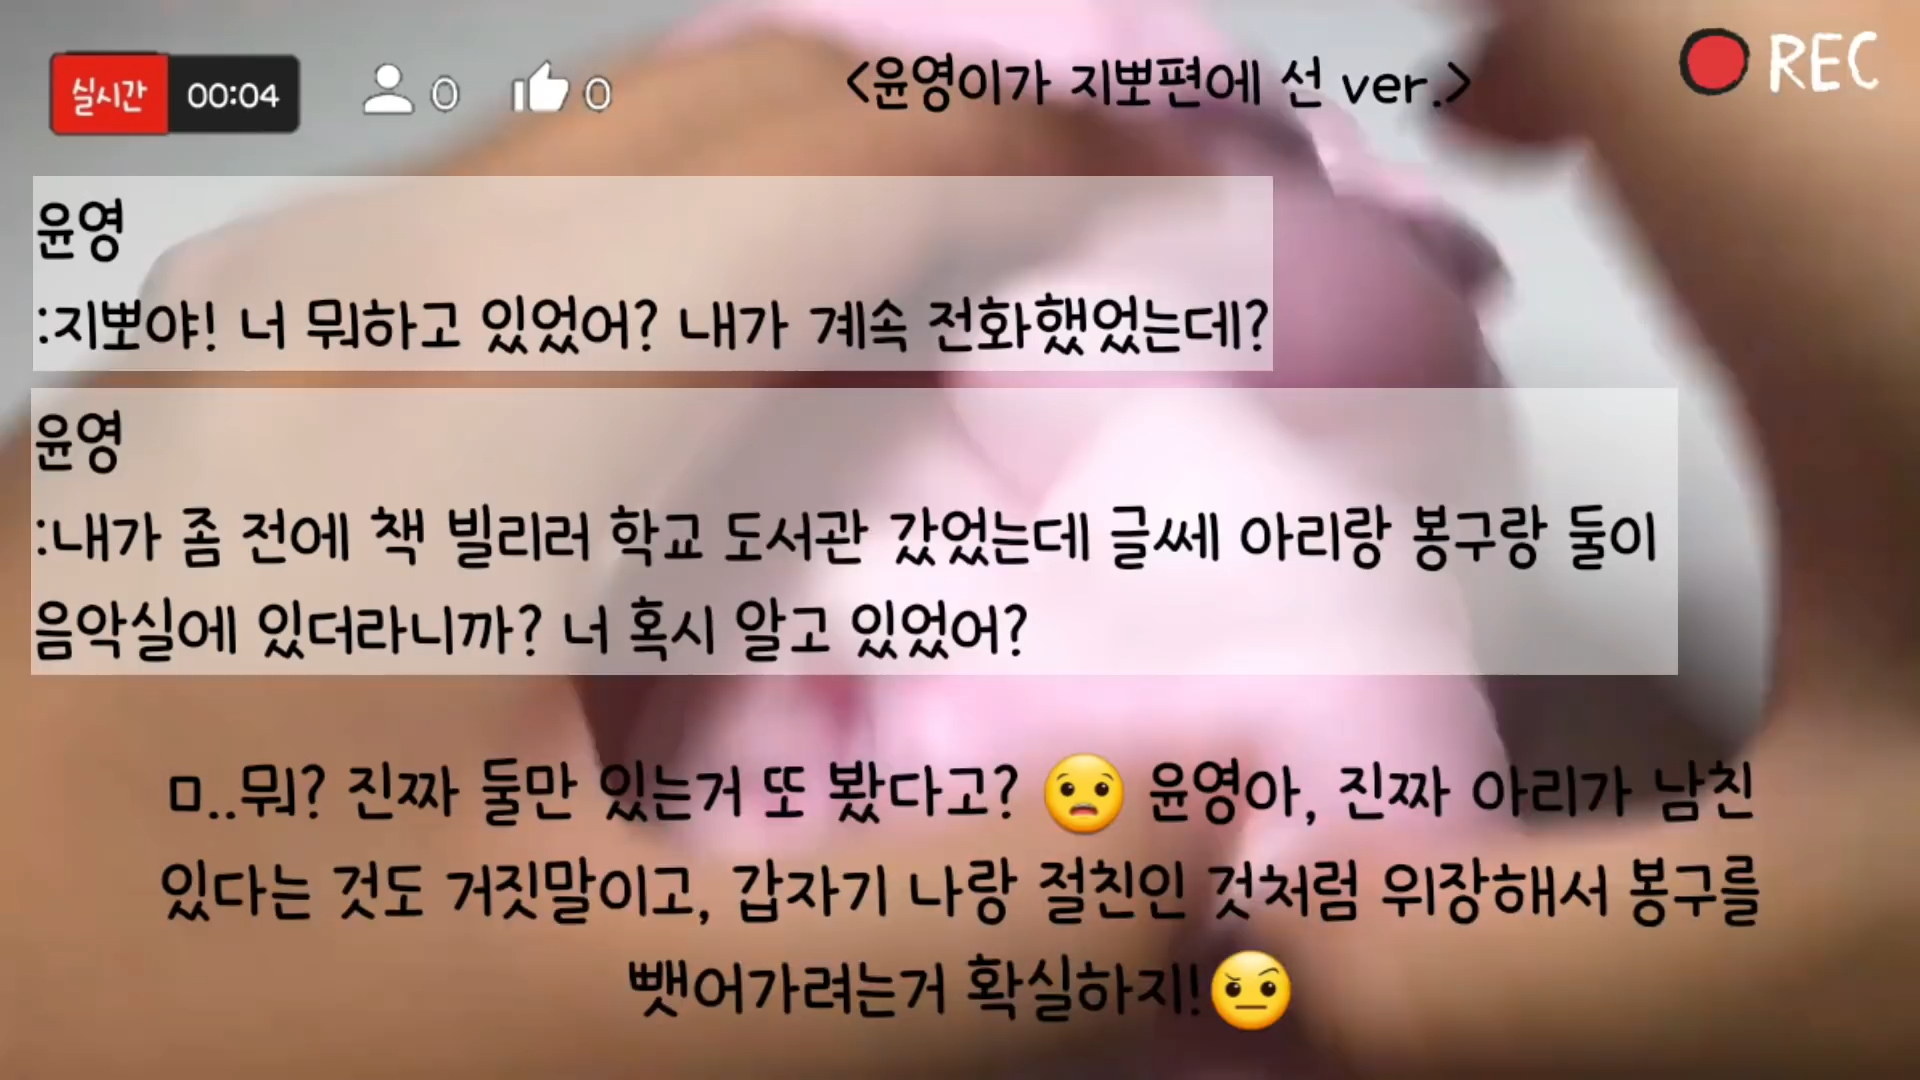 실시간 00:04 0 0 <윤영이가 지뽀편에 선 ver.> REC
윤영
:지뽀야! 너 뭐하고 있었어? 내가 계속 전화했었는데?
윤영
:내가 좀 전에 책 빌리러 학교 도서관 갔었는데 글쎄 아리랑 봉구랑 둘이
음악실에 있더라니까? 너 혹시 알고 있었어?
ㅁ..뭐? 진짜 둘만 있는거 또 봤다고? 😧 윤영아, 진짜 아리가 남친
있다는 것도 거짓말이고, 갑자기 나랑 절친인 것처럼 위장해서 봉구를
뺏어가려는거 확실하지!🤨